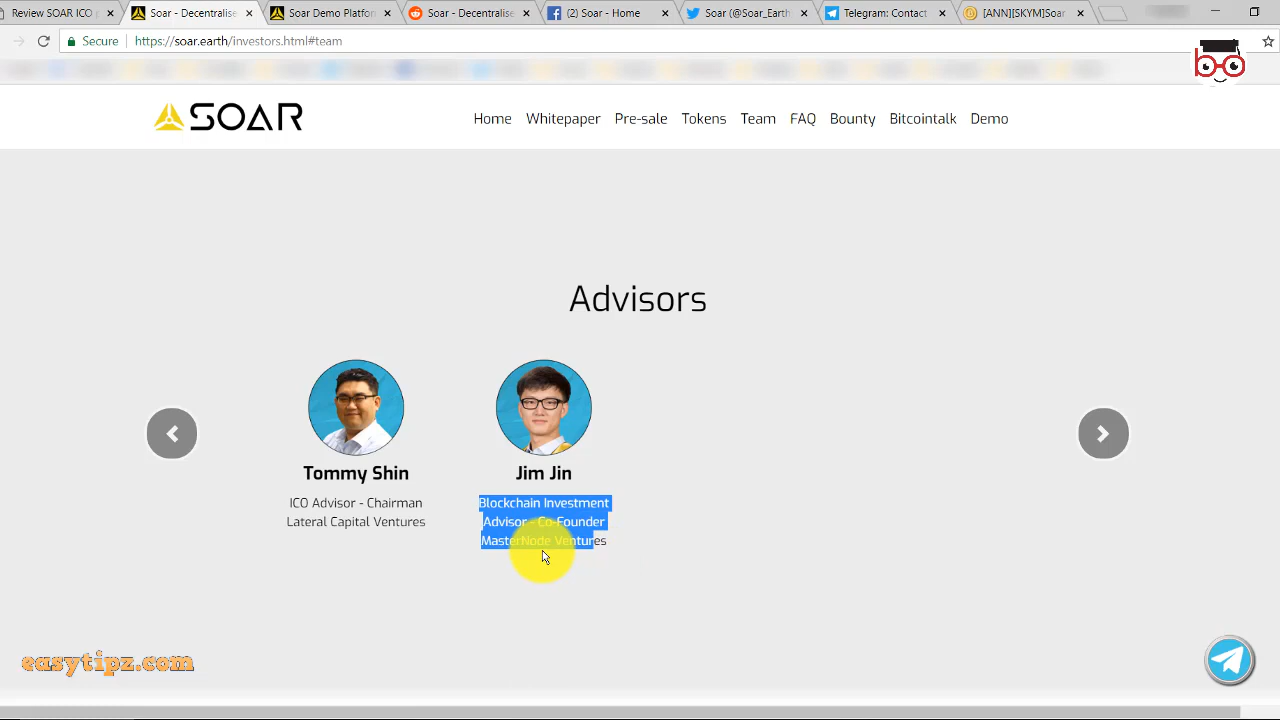 Review SOAR ICO
Soar - Decentralise
Soar Demo Platform
Soar - Decentralise
(2) Soar - Home
Soar (@Soar_Earth
Telegram: Contact
[ANN][SKYM]Soar
Secure
https://soar.earth/investors.html#team
SOAR
Home Whitepaper Pre-sale Tokens Team FAQ Bounty Bitcointalk Demo
Advisors
Tommy Shin
ICO Advisor - Chairman
Lateral Capital Ventures
Jim Jin
Blockchain Investment
Advisor - Co-Founder
MasterNode Ventures
easytipz.com